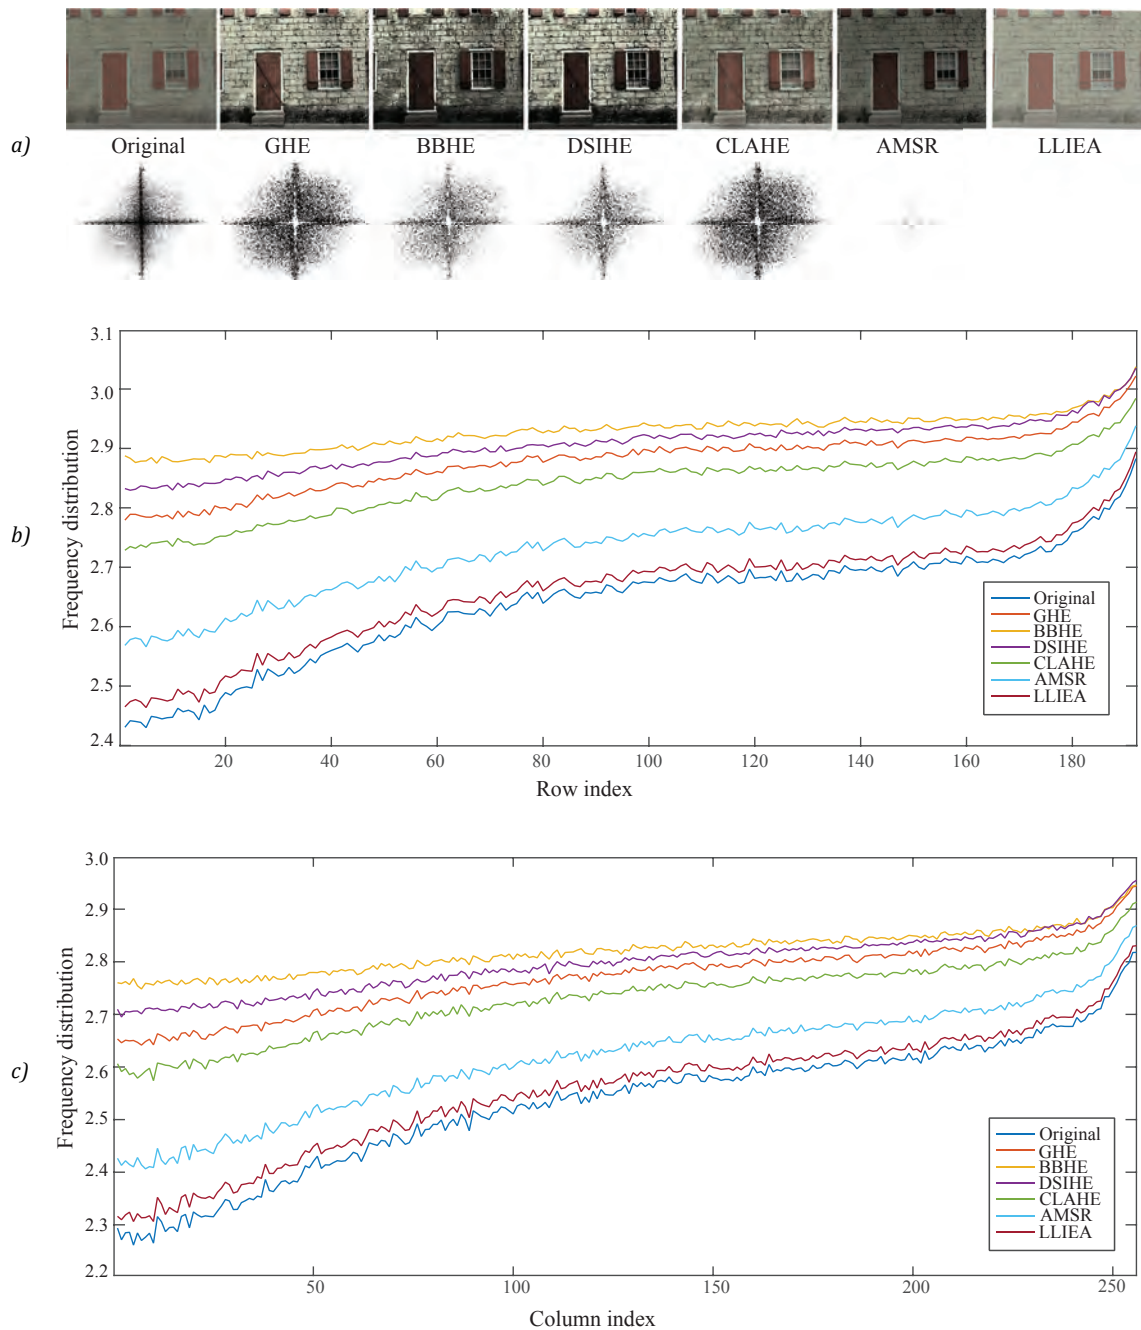 a)
Original GHE BBHE DSIHE CLAHE AMSR LLIEA
b)
Frequency distribution
3.1
3.0
2.9
2.8
2.7
2.6
2.5
2.4
20 40 60 80 100 120 140 160 180
Row index
Original
GHE
BBHE
DSIHE
CLAHE
AMSR
LLIEA
c)
Frequency distribution
3.0
2.9
2.8
2.7
2.6
2.5
2.4
2.3
2.2
50 100 150 200 250
Column index
Original
GHE
BBHE
DSIHE
CLAHE
AMSR
LLIEA